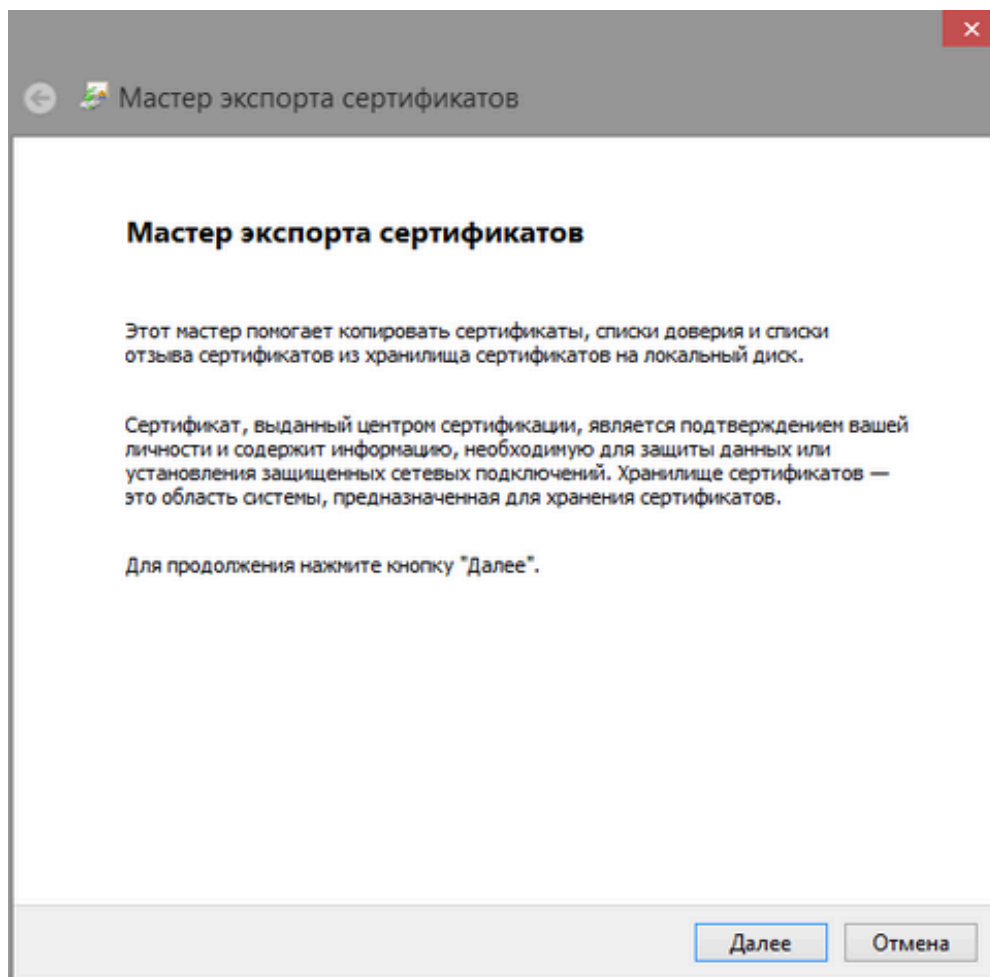 Мастер экспорта сертификатов
Мастер экспорта сертификатов
Этот мастер помогает копировать сертификаты, списки доверия и списки
отзыва сертификатов из хранилища сертификатов на локальный диск.
Сертификат, выданный центром сертификации, является подтверждением вашей
личности и содержит информацию, необходимую для защиты данных или
установления защищенных сетевых подключений. Хранилище сертификатов —
это область системы, предназначенная для хранения сертификатов.
Для продолжения нажмите кнопку "Далее".
Далее Отмена